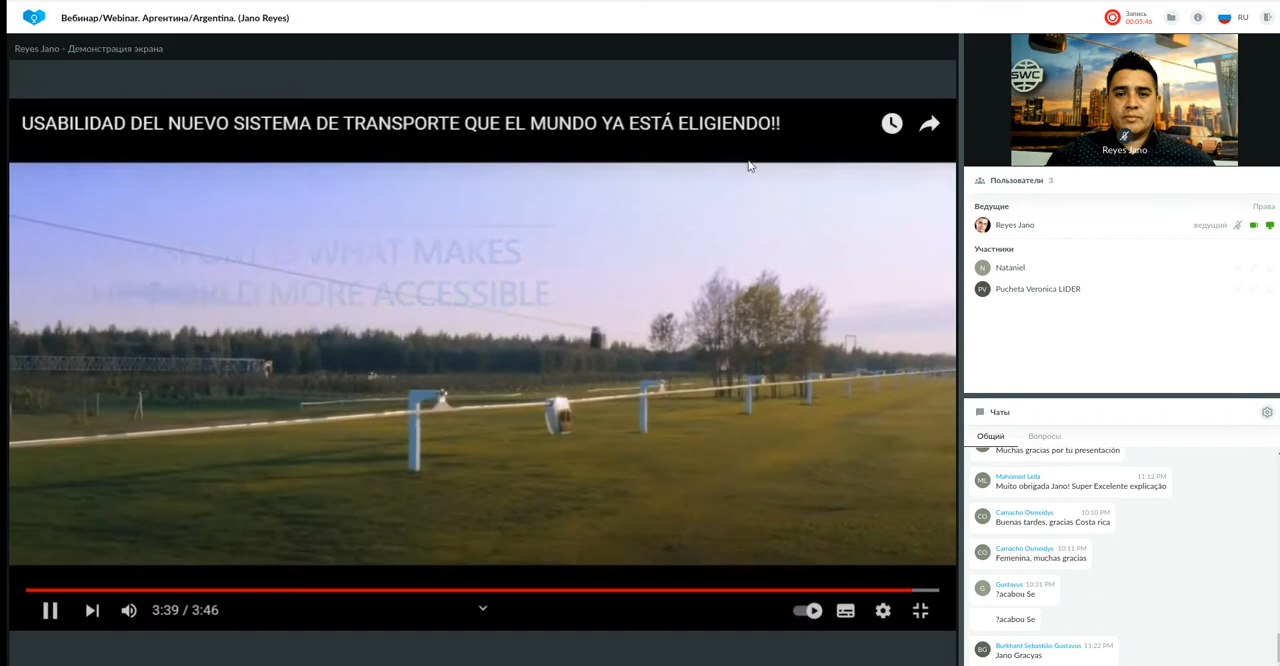 Вебинар/Webinar. Аргентина/Argentina. (Jano Reyes)
Запись
00:05:46
RU
Reyes Jano - Демонстрация экрана
USABILIDAD DEL NUEVO SISTEMA DE TRANSPORTE QUE EL MUNDO YA ESTÁ ELIGIENDO!!
WHAT MAKES
MORE ACCESSIBLE
3:39 / 3:46
SWC
Reyes Jano
Пользователи 3
Ведущие Права
Reyes Jano ведущий
Участники
N Nataniel
PV Pucheta Veronica LIDER
Чаты
Общий Вопросы
Muchas gracias por tu presentación
ML Mahomed Leila 11:12 PM
Muito obrigada Jano! Super Excelente explicação
CO Camacho Osmeidys 10:10 PM
Buenas tardes, gracias Costa rica
CO Camacho Osmeidys 10:11 PM
Femenina, muchas gracias
G Gustavus 10:31 PM
?acabou Se
?acabou Se
BG Burkhard Sebastião Gustavus 11:22 PM
Jano Gracyas